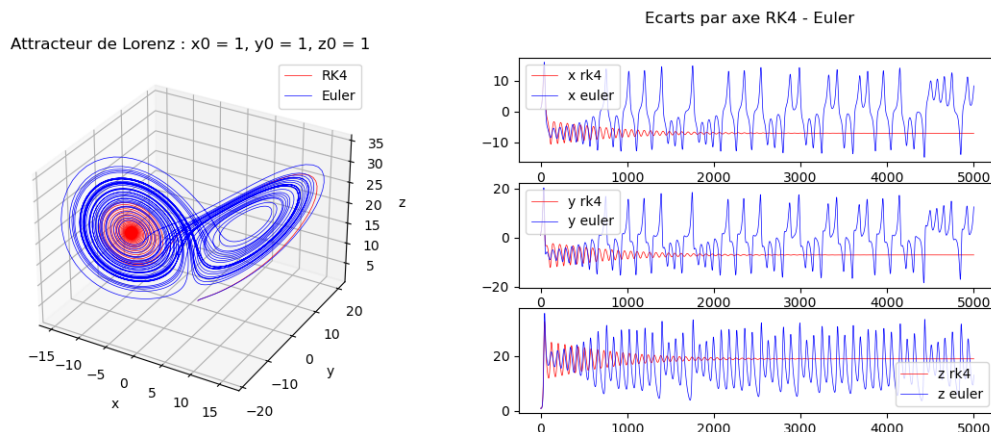 Attracteur de Lorenz : x0 = 1, y0 = 1, z0 = 1
RK4
Euler
35
30
25
20
15
10
5
z
20
10
0
−10
−20
y
−15
−10
−5
0
5
10
15
x
Ecarts par axe RK4 - Euler
10
0
−10
x rk4
x euler
0 1000 2000 3000 4000 5000
20
0
−20
y rk4
y euler
0 1000 2000 3000 4000 5000
20
0
z rk4
z euler
0 1000 2000 3000 4000 5000